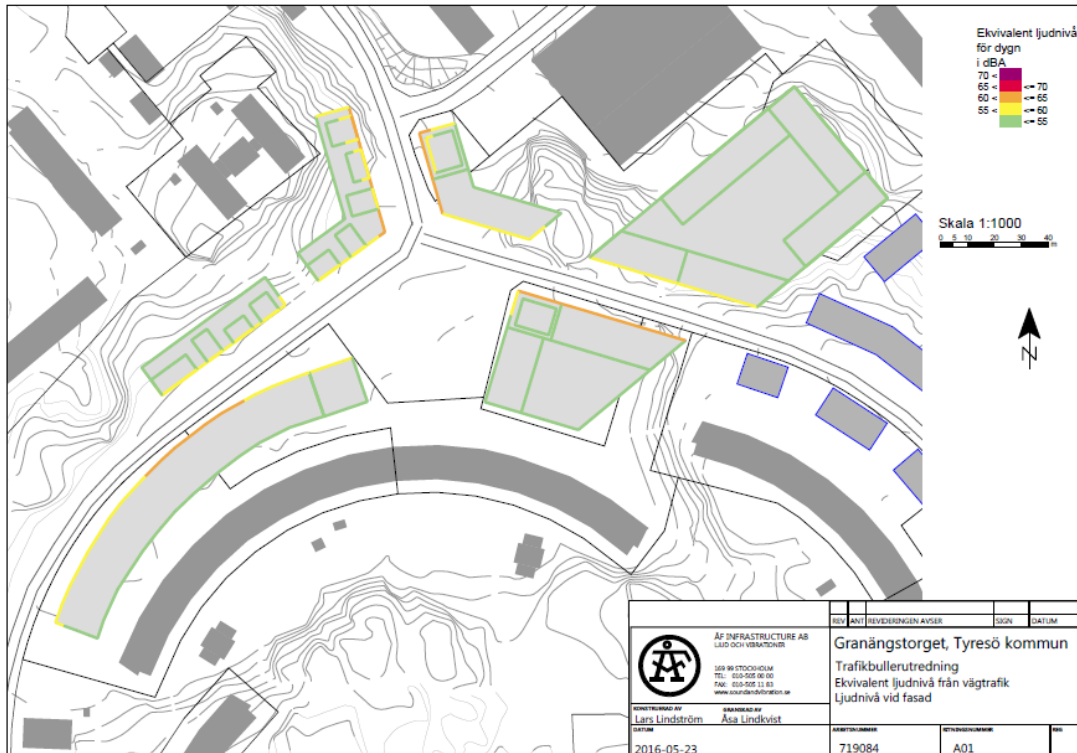 Ekvivalent ljudnivå
för dygn
i dBA
70 <
65 < <= 70
60 < <= 65
55 < <= 60
<= 55
Skala 1:1000
0 5 10 20 30 40
m
N
REV ANT REVIDERINGEN AVSER SIGN DATUM
ÅF INFRASTRUCTURE AB
LJUD OCH VIBRATIONER
169 99 STOCKHOLM
TEL: 010-505 00 00
FAX: 010-505 11 83
www.soundandvibration.se
Granängstorget, Tyresö kommun
Trafikbullerutredning
Ekvivalent ljudnivå från vägtrafik
Ljudnivå vid fasad
KONSTRUERAD AV GRANSKAD AV
Lars Lindström Åsa Lindkvist
DATUM ARBETSNUMMER RITNINGSNUMMER REV
2016-05-23 719084 A01